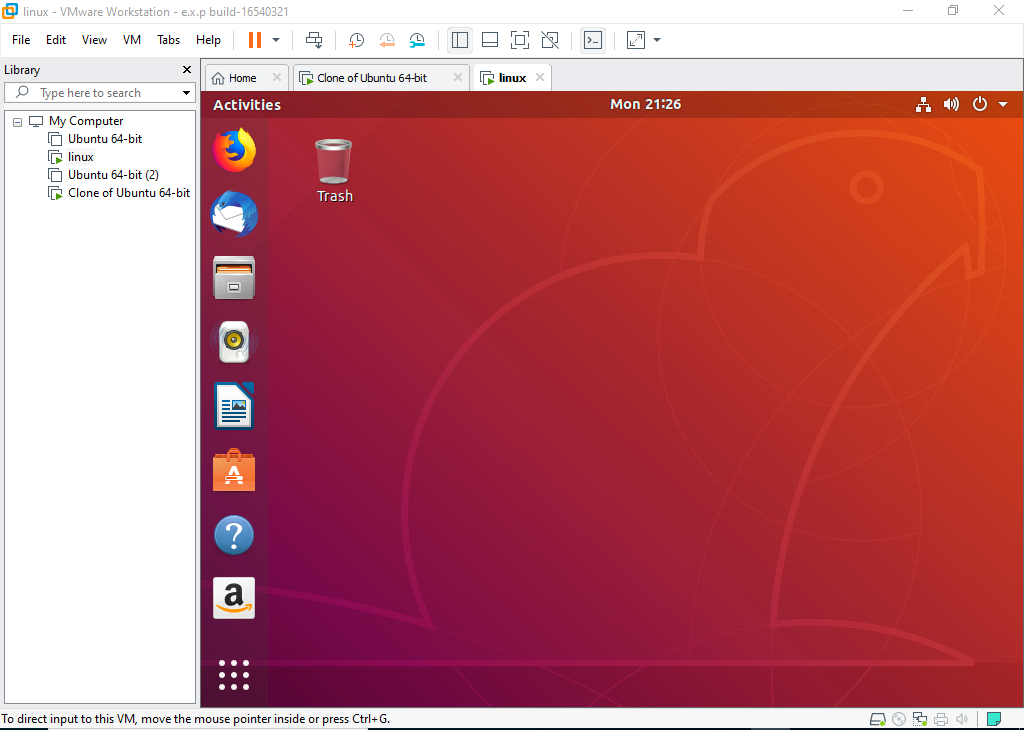 linux - VMware Workstation - e.x.p build-16540321
File Edit View VM Tabs Help
Library
Type here to search
My Computer
Ubuntu 64-bit
linux
Ubuntu 64-bit (2)
Clone of Ubuntu 64-bit
Home
Clone of Ubuntu 64-bit
linux
Activities
Mon 21:26
Trash
To direct input to this VM, move the mouse pointer inside or press Ctrl+G.